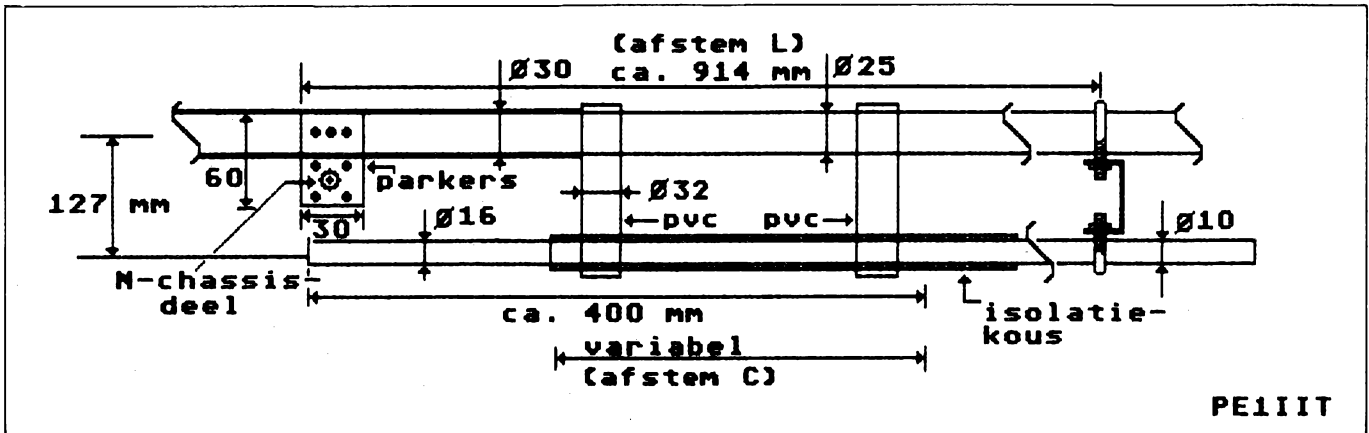 (afstem L)
ca. 914 mm
Ø30
Ø25
60
parkers
127 mm
Ø32
30
Ø16
pvc
pvc
Ø10
N-chassis-
deel
ca. 400 mm
isolatie-
kous
variabel
(afstem C)
PE1IIT